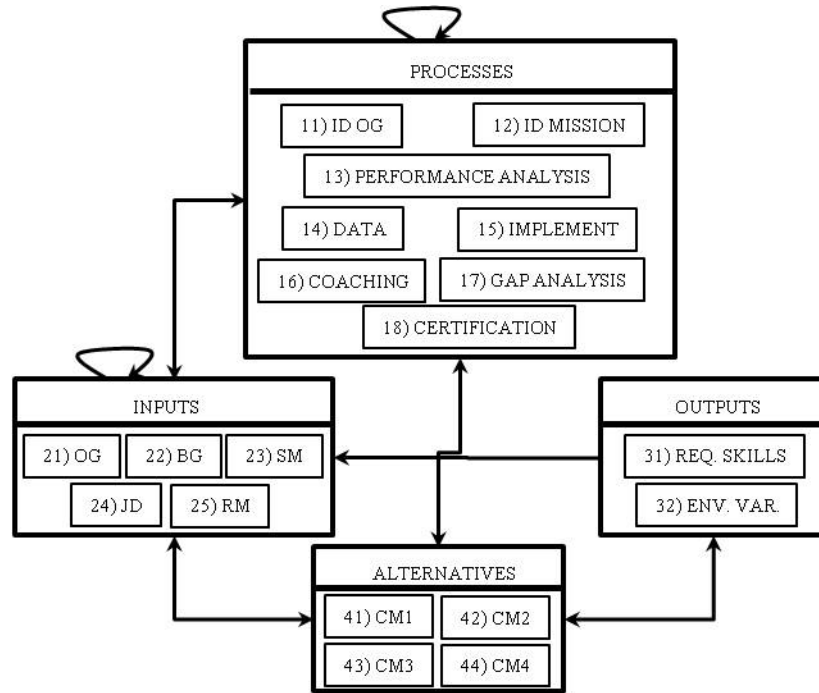 PROCESSES
11) ID OG
12) ID MISSION
13) PERFORMANCE ANALYSIS
14) DATA
15) IMPLEMENT
16) COACHING
17) GAP ANALYSIS
18) CERTIFICATION
INPUTS
21) OG
22) BG
23) SM
24) JD
25) RM
OUTPUTS
31) REQ. SKILLS
32) ENV. VAR.
ALTERNATIVES
41) CM1
42) CM2
43) CM3
44) CM4